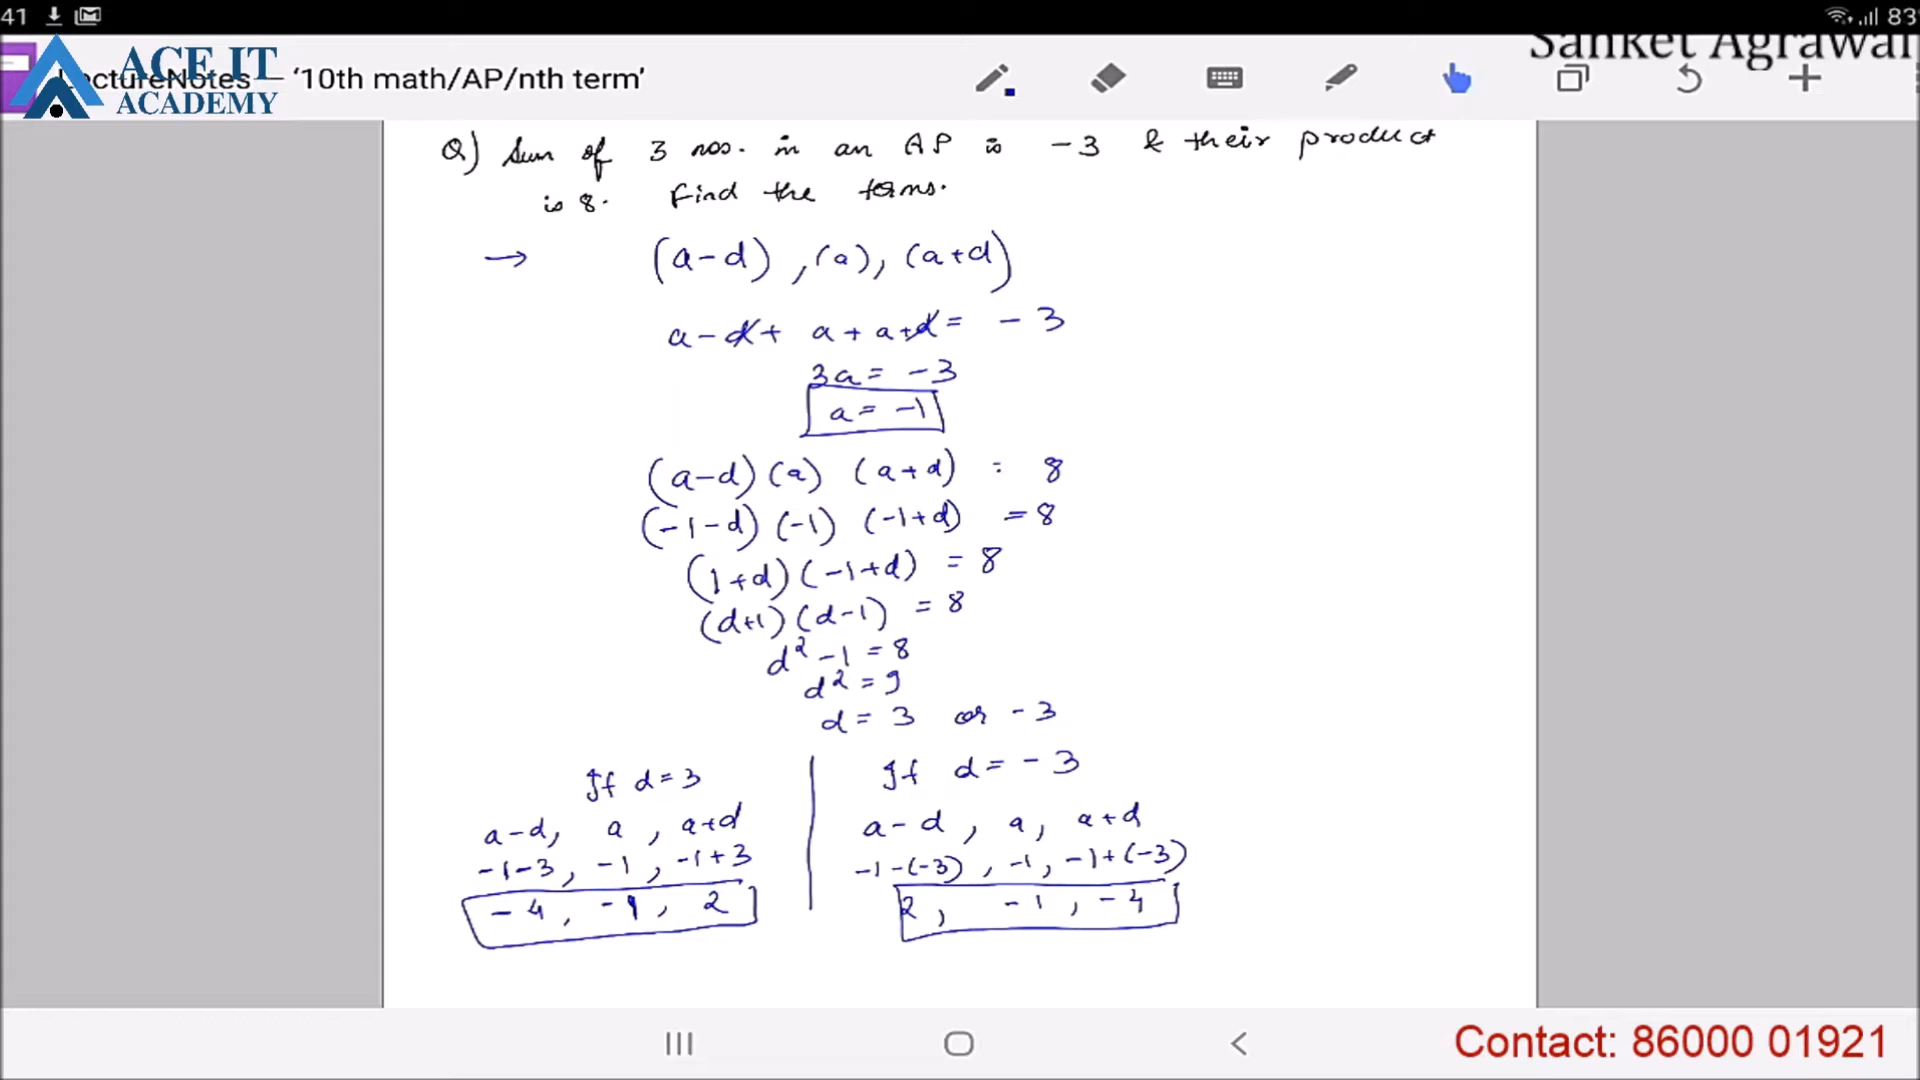 41 83
Sanket Agrawal
ACE IT
ACADEMY
LectureNotes – ‘10th math/AP/nth term’
Q) Sum of 3 nos. in an AP is -3 & their product
is 8. Find the terms.
→ (a-d), (a), (a+d)
a-d+ a+a+d = -3
3a = -3
a = -1
(a-d) (a) (a+d) = 8
(-1-d) (-1) (-1+d) = 8
(1+d) (-1+d) = 8
(d+1) (d-1) = 8
d² -1 = 8
d² = 9
d = 3 or -3
If d=3
a-d, a, a+d
-1-3, -1, -1+3
-4, -1, 2
If d = -3
a-d, a, a+d
-1-(-3), -1, -1+(-3)
2, -1, -4
Contact: 86000 01921